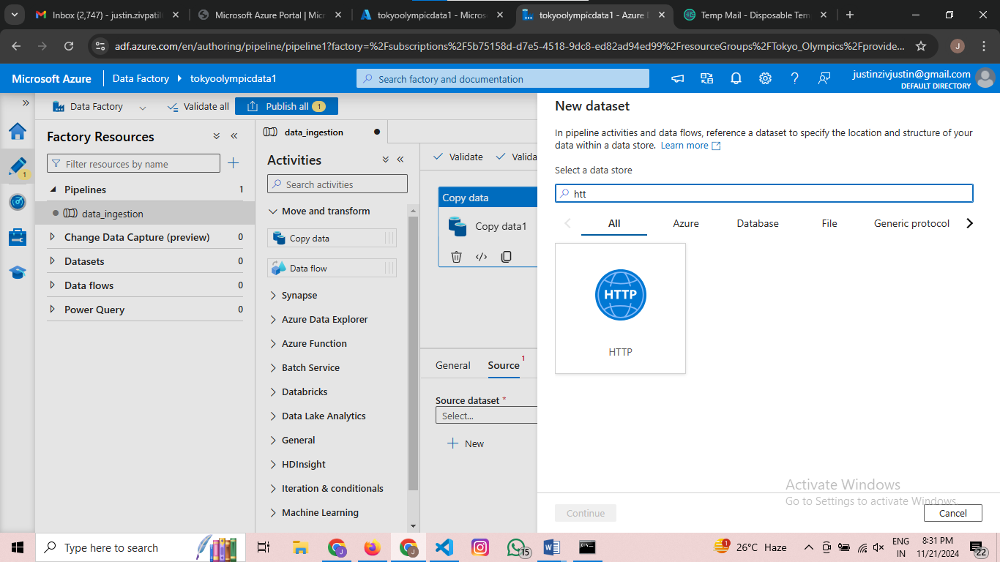 Inbox (2,747) - justin.zivpatil
Microsoft Azure Portal | Micr
tokyoolympicdata1 - Micros
tokyoolympicdata1 - Azure D
Temp Mail - Disposable Tem
adf.azure.com/en/authoring/pipeline/pipeline1?factory=%2Fsubscriptions%2F5b75158d-d7e5-4518-9dc8-ed82ad94ed99%2FresourceGroups%2FTokyo_Olympics%2Fprovide...
J
Microsoft Azure
Data Factory
tokyoolympicdata1
Search factory and documentation
justinzivjustin@gmail.com
DEFAULT DIRECTORY
1
Data Factory
Validate all
Publish all 1
Factory Resources
Filter resources by name
Pipelines 1
data_ingestion
Change Data Capture (preview) 0
Datasets 0
Data flows 0
Power Query 0
data_ingestion
Activities
Search activities
Move and transform
Copy data
Data flow
Synapse
Azure Data Explorer
Azure Function
Batch Service
Databricks
Data Lake Analytics
General
HDInsight
Iteration & conditionals
Machine Learning
Validate
Valida
Copy data
Copy data1
General
Source 1
Source dataset *
Select...
New
New dataset
In pipeline activities and data flows, reference a dataset to specify the location and structure of your
data within a data store. Learn more
Select a data store
htt
All
Azure
Database
File
Generic protocol
HTTP
HTTP
Activate Windows
Go to Settings to activate Windows.
Continue
Cancel
Type here to search
J
J
15
1
26°C Haze
ENG
IN
8:31 PM
11/21/2024
22